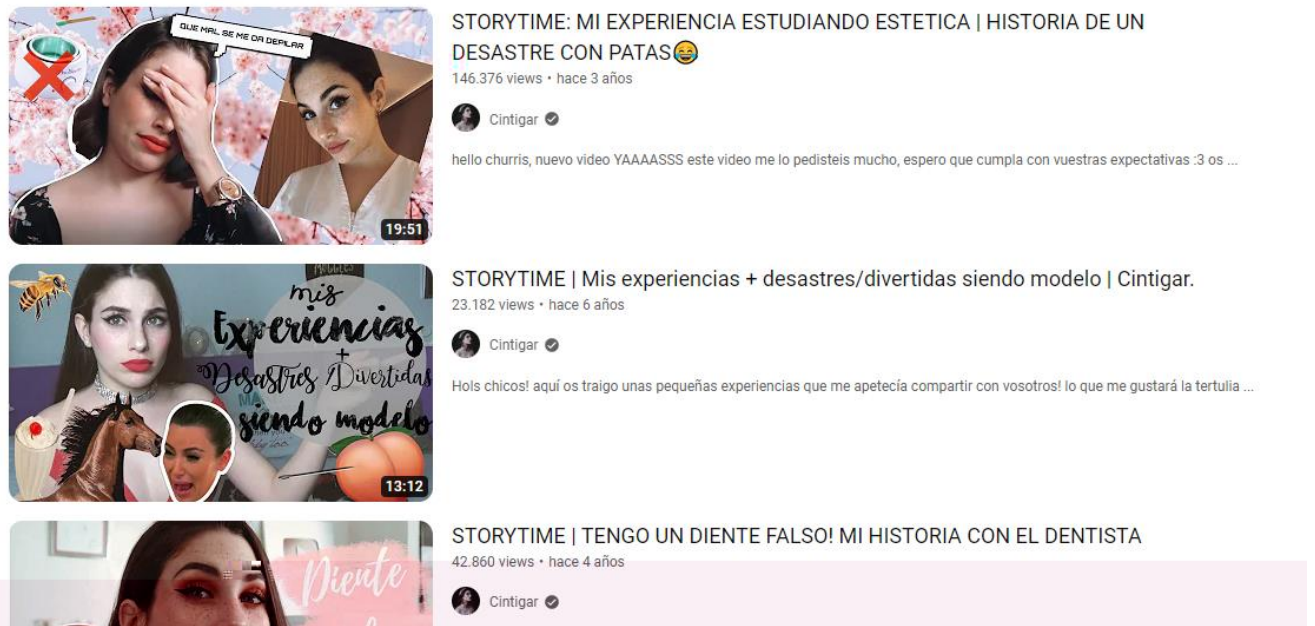 QUE MAL SE ME DA DEPILAR
19:51
STORYTIME: MI EXPERIENCIA ESTUDIANDO ESTETICA | HISTORIA DE UN
DESASTRE CON PATAS😂
146.376 views • hace 3 años
Cintigar
hello churris, nuevo video YAAAASSS este video me lo pedisteis mucho, espero que cumpla con vuestras expectativas :3 os ...
MUGGLES
mis
Experiencias
+
Desastres/Divertidas
siendo modelo
13:12
STORYTIME | Mis experiencias + desastres/divertidas siendo modelo | Cintigar.
23.182 views • hace 6 años
Cintigar
Hols chicos! aquí os traigo unas pequeñas experiencias que me apetecía compartir con vosotros! lo que me gustará la tertulia ...
Diente
STORYTIME | TENGO UN DIENTE FALSO! MI HISTORIA CON EL DENTISTA
42.860 views • hace 4 años
Cintigar